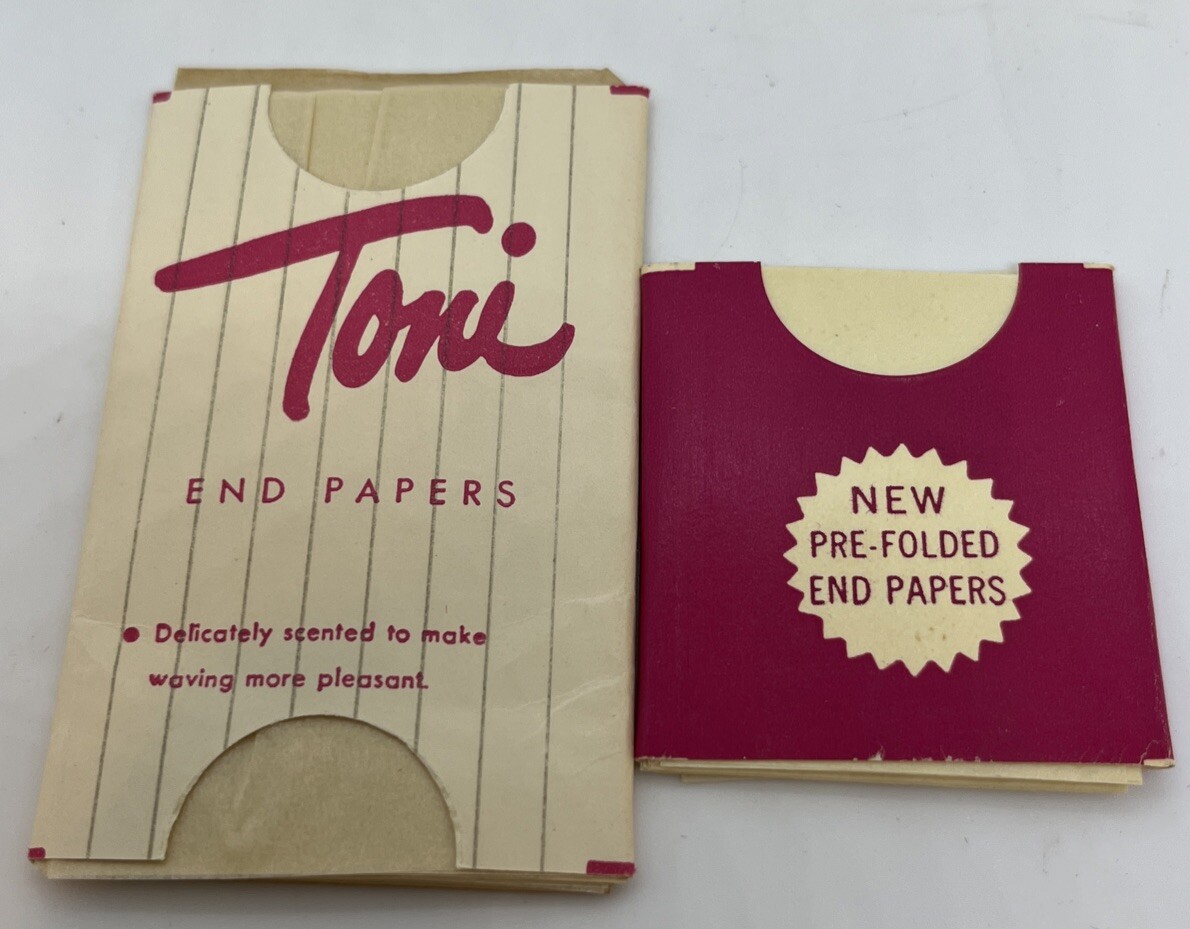 Toni
END PAPERS
• Delicately scented to make
waving more pleasant.
NEW
PRE-FOLDED
END PAPERS